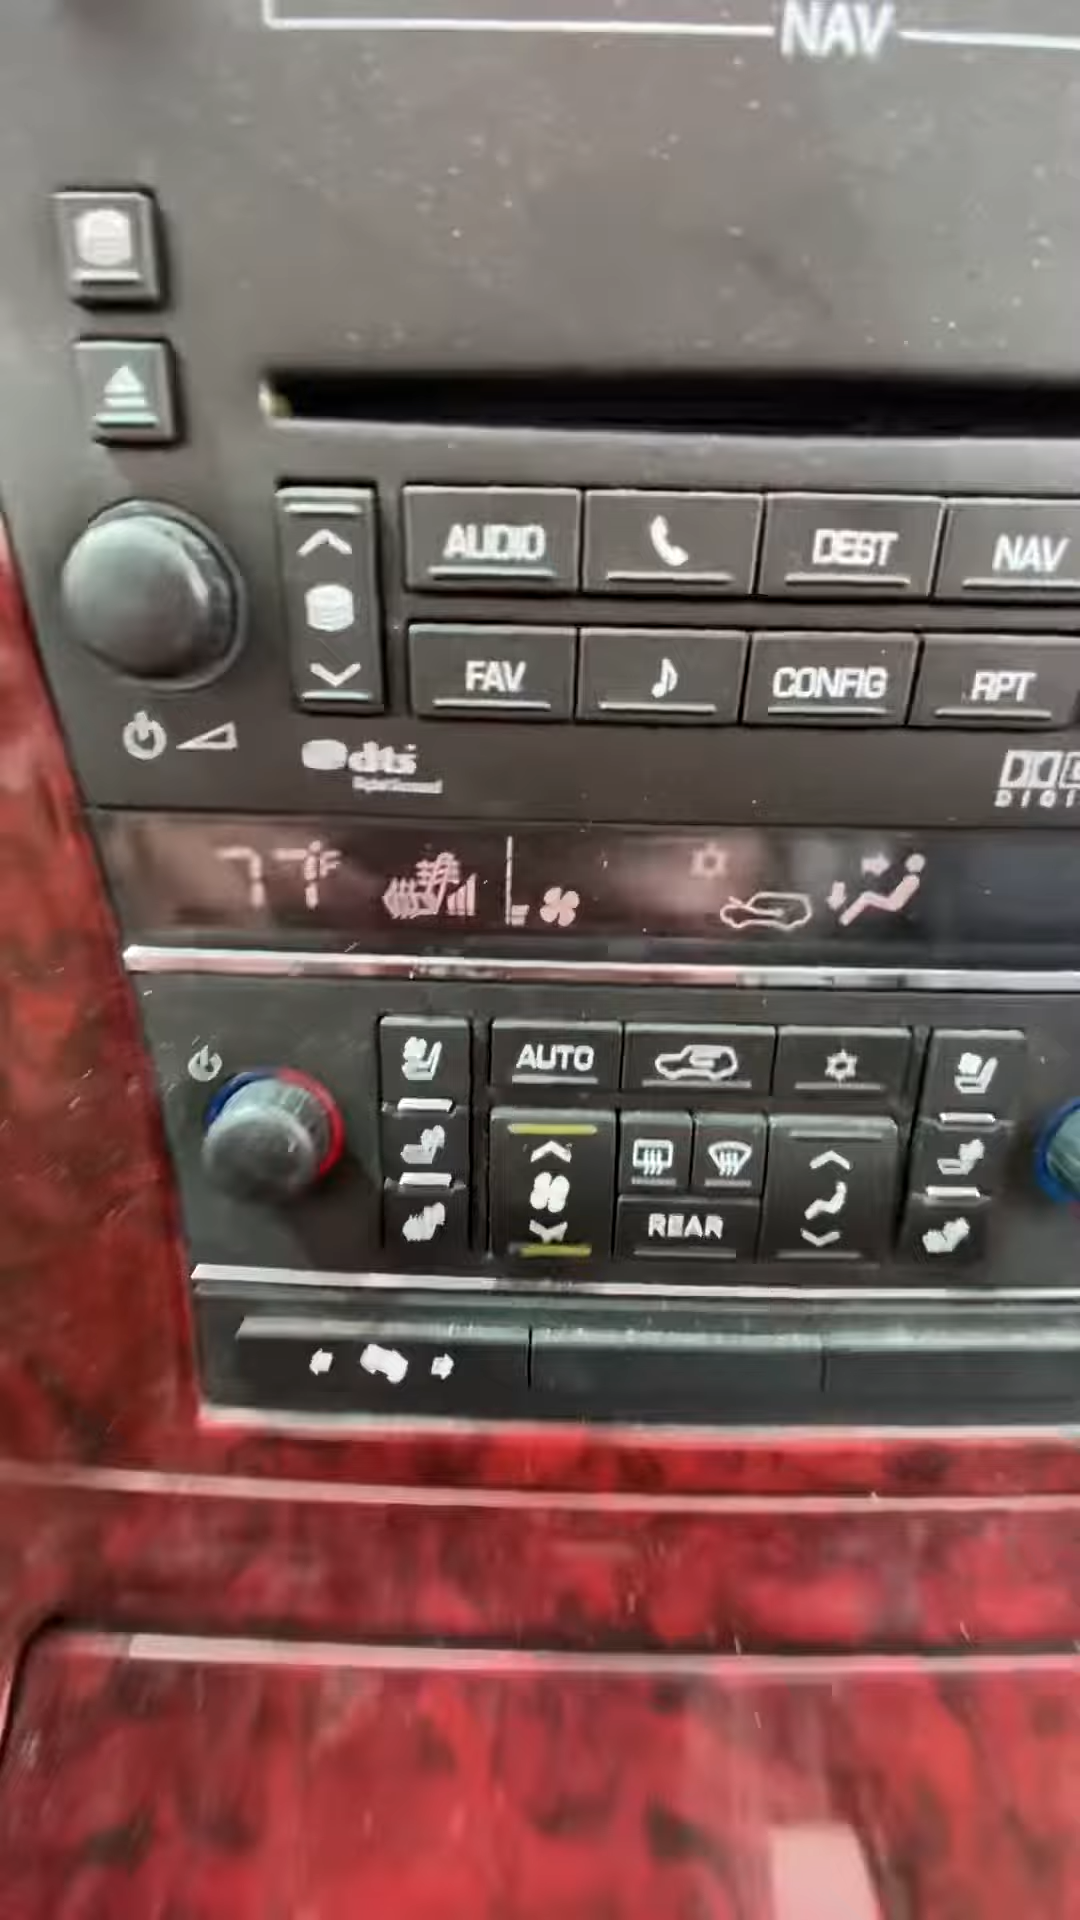 NAV
AUDIO DEST NAV
FAV CONFIG RPT
dts
77°F
AUTO
REAR